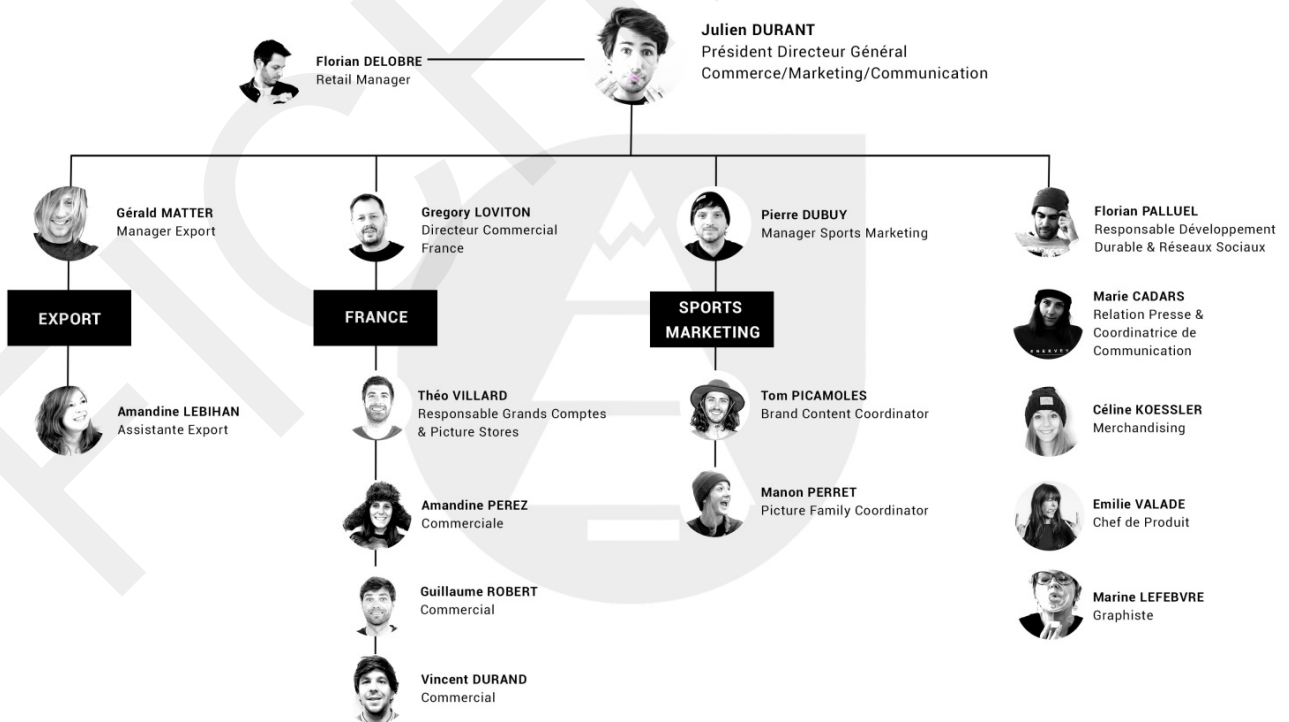 Julien DURANT
Président Directeur Général
Commerce/Marketing/Communication
Florian DELOBRE
Retail Manager
Gérald MATTER
Manager Export
EXPORT
Amandine LEBIHAN
Assistante Export
Gregory LOVITON
Directeur Commercial
France
FRANCE
Théo VILLARD
Responsable Grands Comptes
& Picture Stores
Amandine PEREZ
Commerciale
Guillaume ROBERT
Commercial
Vincent DURAND
Commercial
Pierre DUBUY
Manager Sports Marketing
SPORTS
MARKETING
Tom PICAMOLES
Brand Content Coordinator
Manon PERRET
Picture Family Coordinator
Florian PALLUEL
Responsable Développement
Durable & Réseaux Sociaux
Marie CADARS
Relation Presse &
Coordinatrice de
Communication
Céline KOESSLER
Merchandising
Emilie VALADE
Chef de Produit
Marine LEFEBVRE
Graphiste